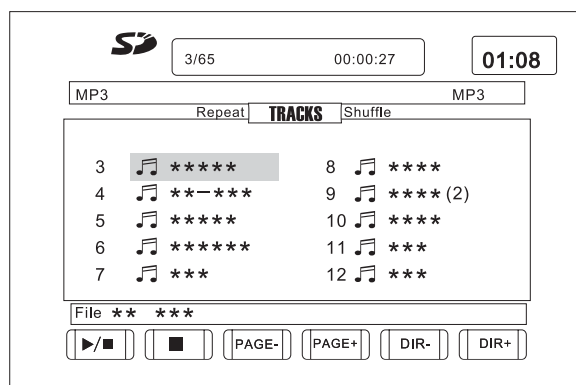 SD
3/65 00:00:27
01:08
MP3 MP3
Repeat TRACKS Shuffle
3 ***** 8 ****
4 **-*** 9 **** (2)
5 ***** 10 ****
6 ****** 11 ***
7 *** 12 ***
File ** ***
▶/■ ■ PAGE- PAGE+ DIR- DIR+